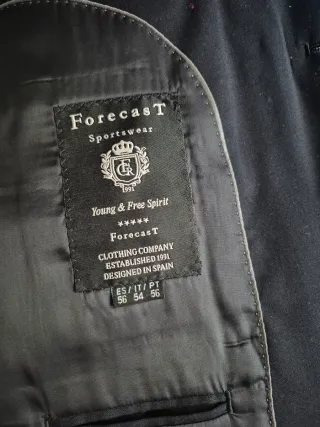 ForecasT
Sportswear
1991
Young & Free Spirit
*****
ForecasT
CLOTHING COMPANY
ESTABLISHED 1991
DESIGNED IN SPAIN
ES/IT/PT
56 54 56